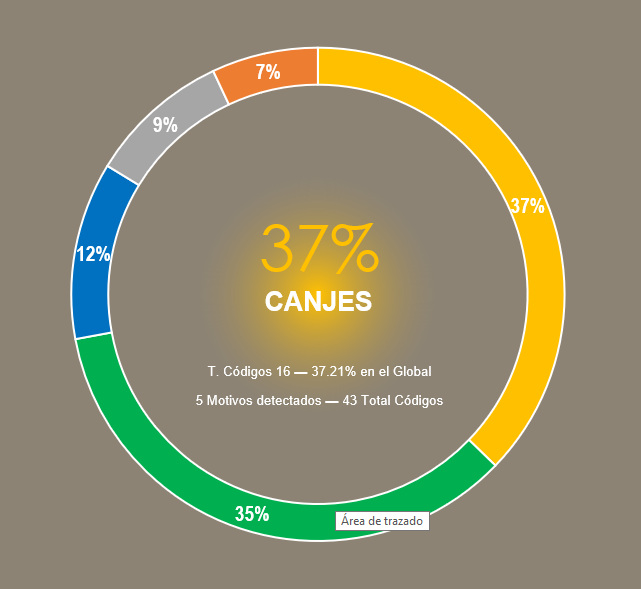 7%
9%
37%
37%
CANJES
12%
T. Códigos 16 — 37.21% en el Global
5 Motivos detectados — 43 Total Códigos
35%
Área de trazado